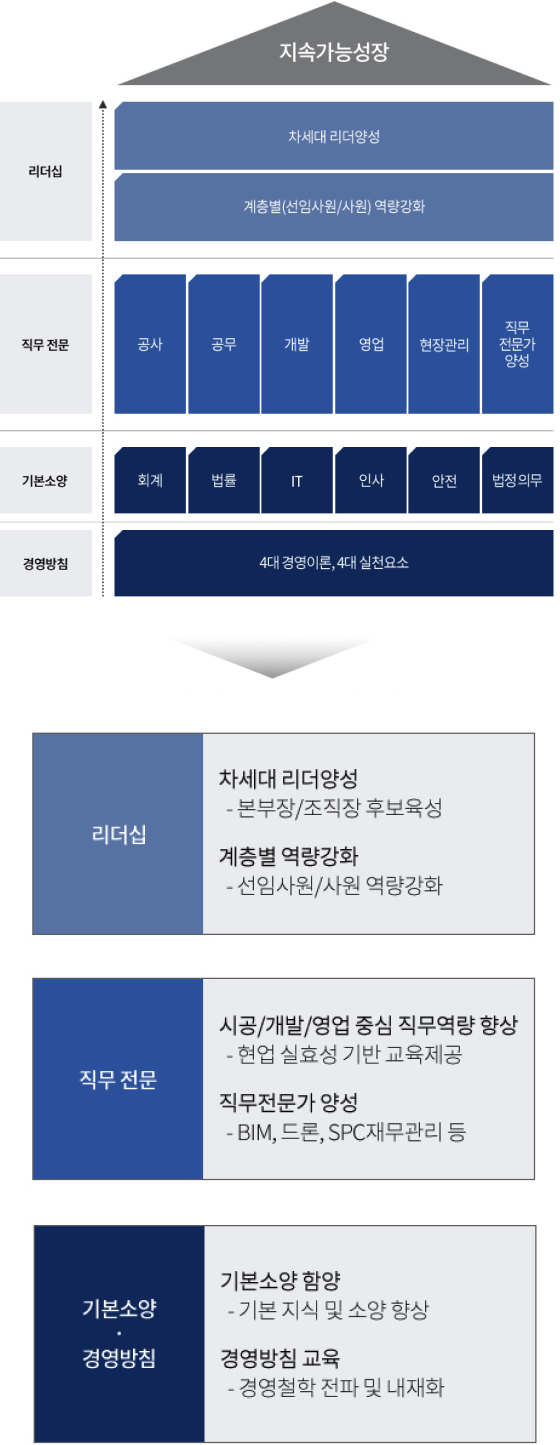 지속가능성장
리더십
차세대 리더양성
계층별(선임사원/사원) 역량강화
직무 전문
공사
공무
개발
영업
현장관리
직무
전문가
양성
기본소양
회계
법률
IT
인사
안전
법정의무
경영방침
4대 경영이론, 4대 실천요소
리더십
차세대 리더양성
- 본부장/조직장 후보육성
계층별 역량강화
- 선임사원/사원 역량강화
직무 전문
시공/개발/영업 중심 직무역량 향상
- 현업 실효성 기반 교육제공
직무전문가 양성
- BIM, 드론, SPC재무관리 등
기본소양
·
경영방침
기본소양 함양
- 기본 지식 및 소양 향상
경영방침 교육
- 경영철학 전파 및 내재화